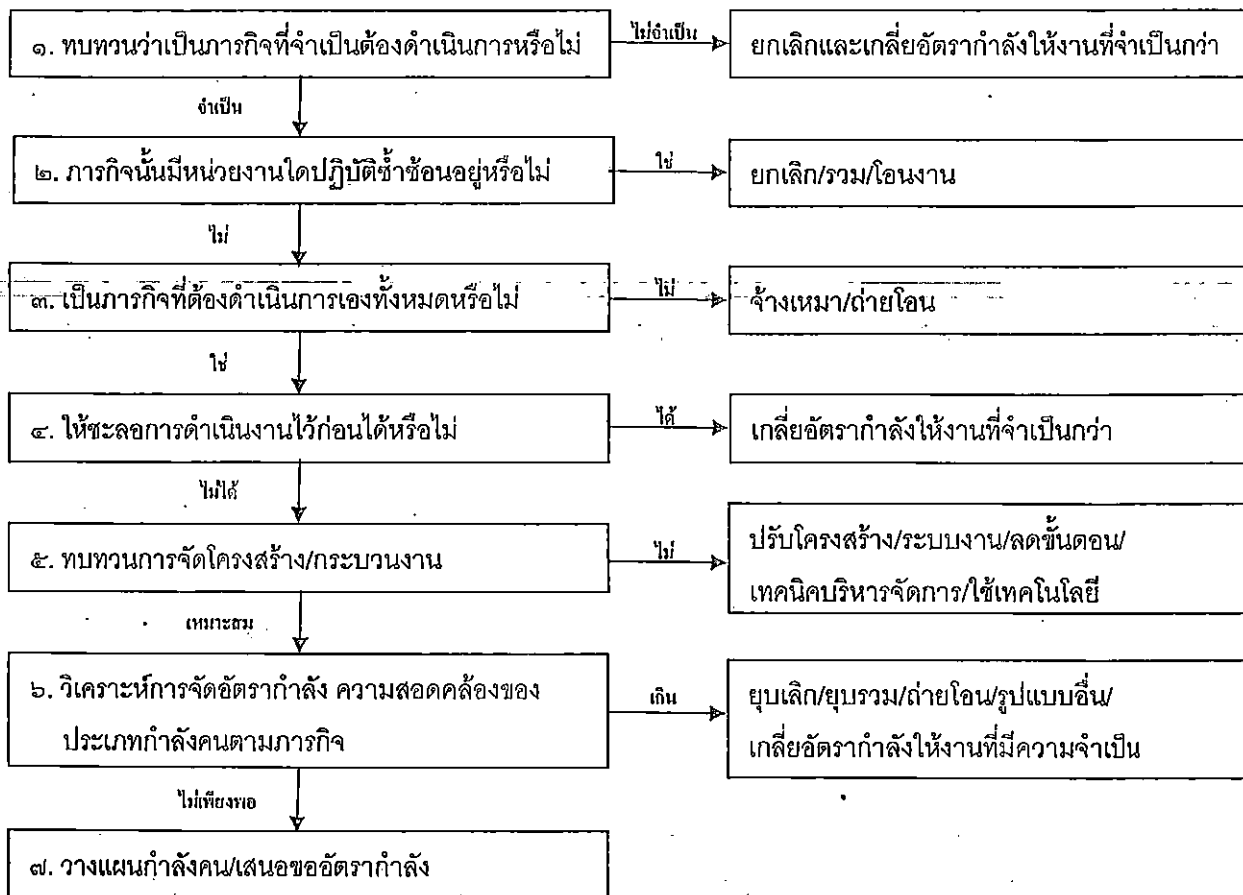 ๑. ทบทวนว่าเป็นภารกิจที่จำเป็นต้องดำเนินการหรือไม่
ไม่จำเป็น
ยกเลิกและเกลี่ยอัตรากำลังให้งานที่จำเป็นกว่า
จำเป็น
๒. ภารกิจนั้นมีหน่วยงานใดปฏิบัติซ้ำซ้อนอยู่หรือไม่
ใช่
ยกเลิก/รวม/โอนงาน
ไม่
๓. เป็นภารกิจที่ต้องดำเนินการเองทั้งหมดหรือไม่
ไม่
จ้างเหมา/ถ่ายโอน
ใช่
๔. ให้ชะลอการดำเนินงานไว้ก่อนได้หรือไม่
ได้
เกลี่ยอัตรากำลังให้งานที่จำเป็นกว่า
ไม่ได้
๕. ทบทวนการจัดโครงสร้าง/กระบวนงาน
ไม่
ปรับโครงสร้าง/ระบบงาน/ลดขั้นตอน/
เทคนิคบริหารจัดการ/ใช้เทคโนโลยี
เหมาะสม
๖. วิเคราะห์การจัดอัตรากำลัง ความสอดคล้องของ
ประเภทกำลังคนตามภารกิจ
เกิน
ยุบเลิก/ยุบรวม/ถ่ายโอน/รูปแบบอื่น/
เกลี่ยอัตรากำลังให้งานที่มีความจำเป็น
ไม่เพียงพอ
๗. วางแผนกำลังคน/เสนอขออัตรากำลัง